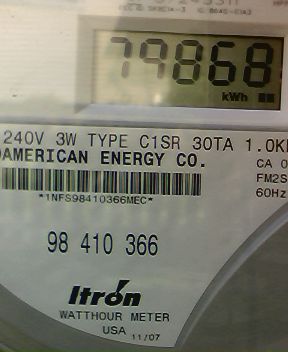 79868
kWh
240V 3W TYPE C1SR 30TA 1.0K
AMERICAN ENERGY CO.
CA 0
FM2S
60Hz
*1NFS98410366MEC*
98 410 366
Itron
WATTHOUR METER
USA 11/07